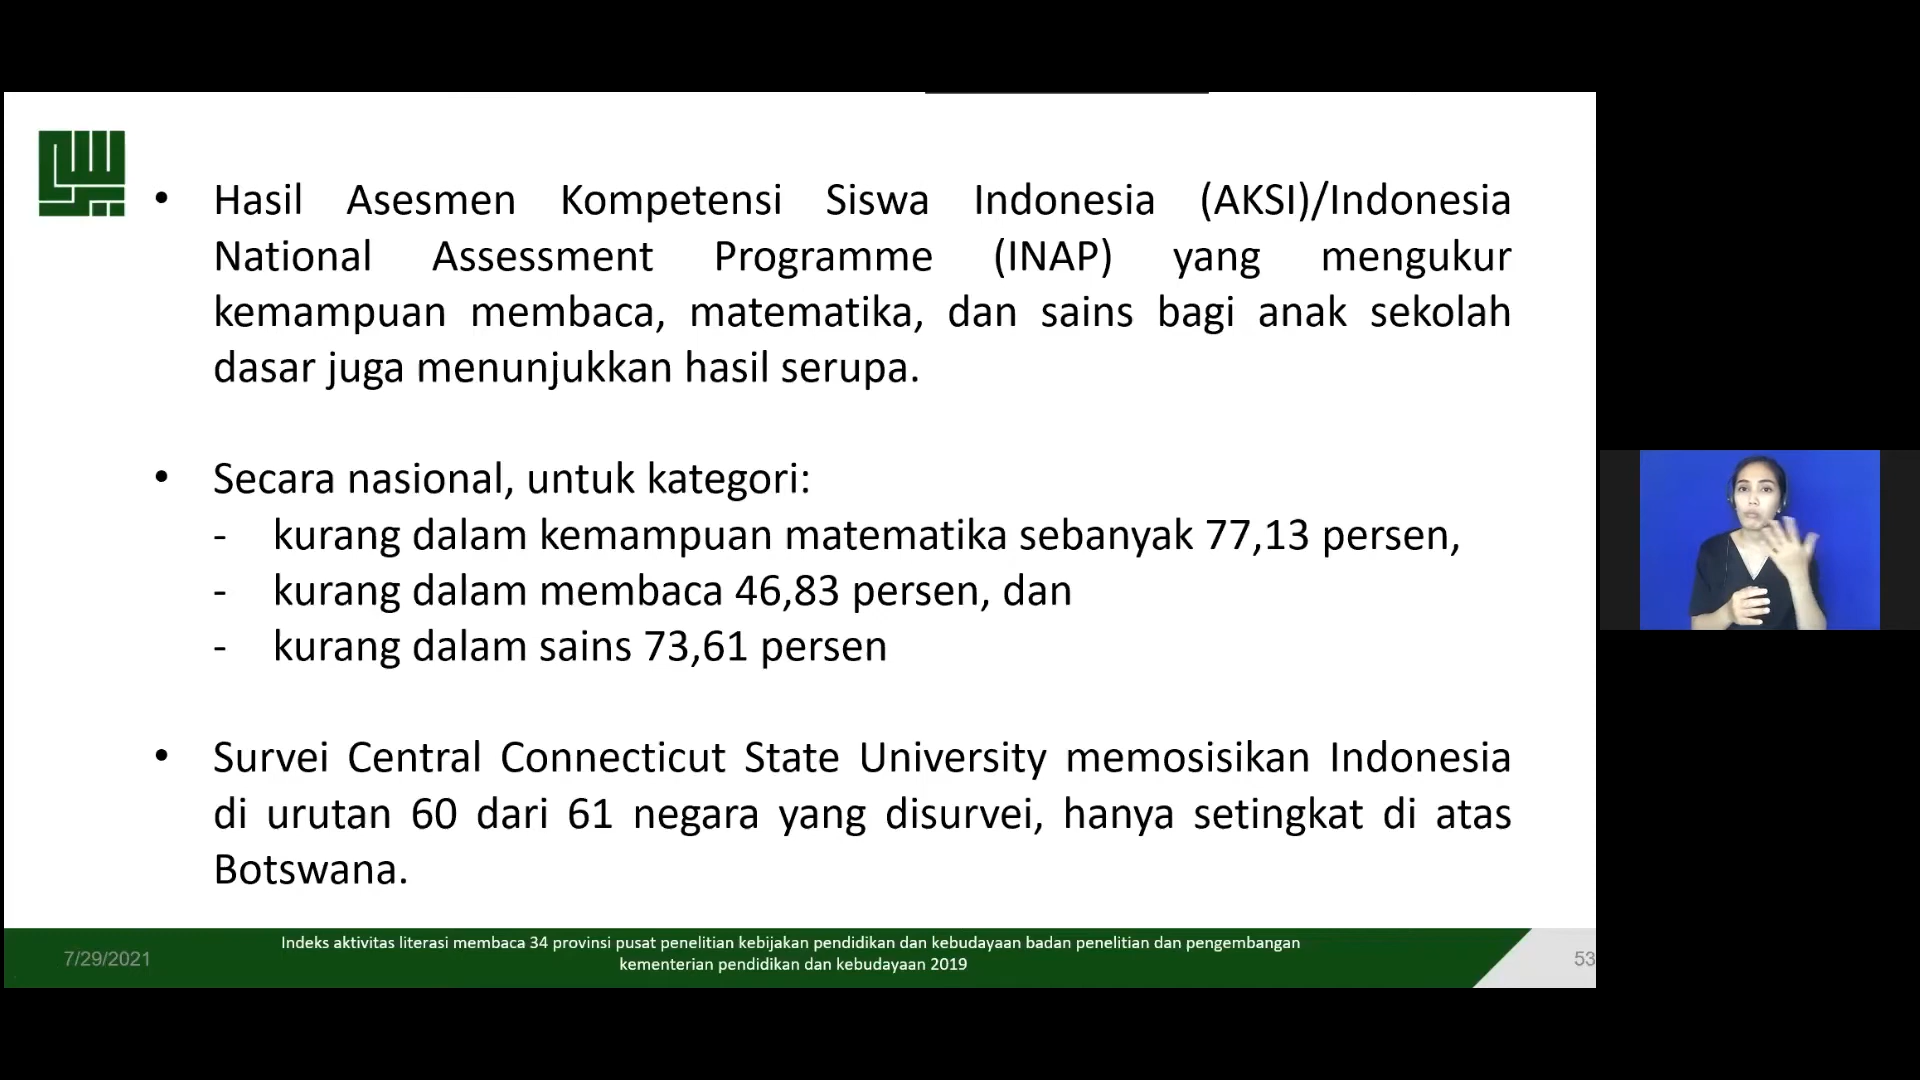 • Hasil Asesmen Kompetensi Siswa Indonesia (AKSI)/Indonesia
National Assessment Programme (INAP) yang mengukur
kemampuan membaca, matematika, dan sains bagi anak sekolah
dasar juga menunjukkan hasil serupa.
• Secara nasional, untuk kategori:
- kurang dalam kemampuan matematika sebanyak 77,13 persen,
- kurang dalam membaca 46,83 persen, dan
- kurang dalam sains 73,61 persen
• Survei Central Connecticut State University memosisikan Indonesia
di urutan 60 dari 61 negara yang disurvei, hanya setingkat di atas
Botswana.
7/29/2021
Indeks aktivitas literasi membaca 34 provinsi pusat penelitian kebijakan pendidikan dan kebudayaan badan penelitian dan pengembangan
kementerian pendidikan dan kebudayaan 2019
53